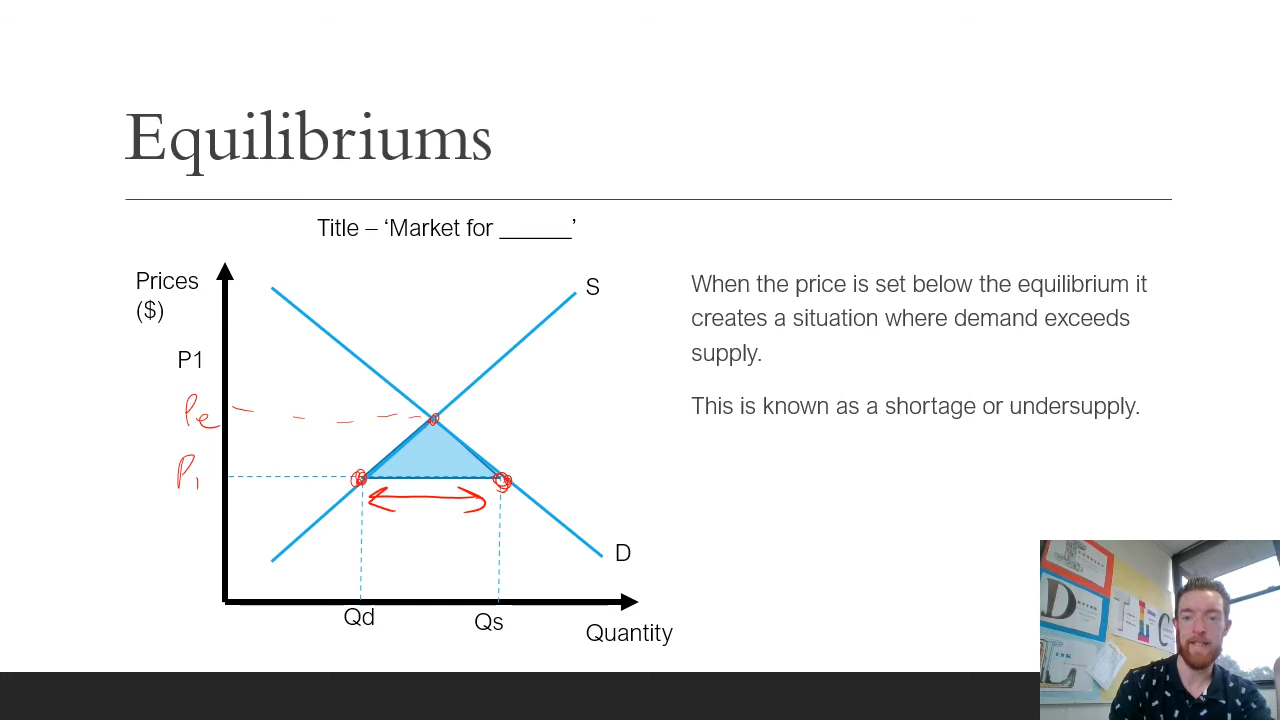 Equilibriums
Title – ‘Market for ______’
Prices
($)
S
P1
Pe
P1
D
Qd
Qs
Quantity
When the price is set below the equilibrium it
creates a situation where demand exceeds
supply.
This is known as a shortage or undersupply.